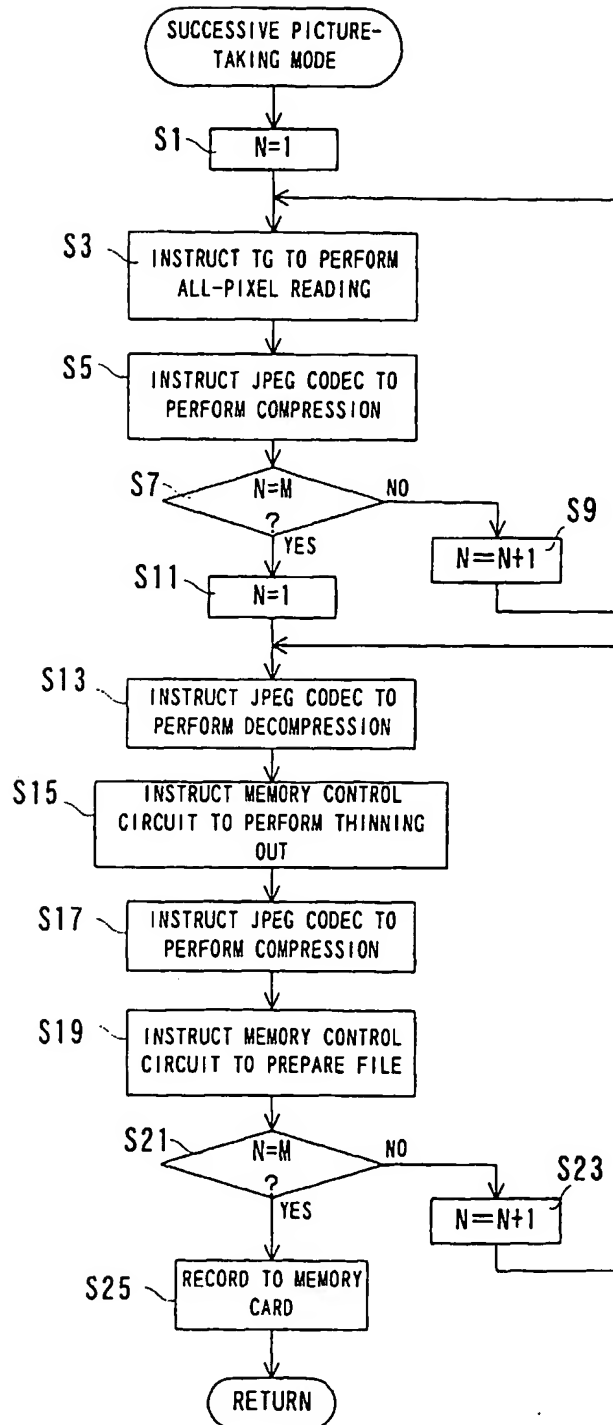 SUCCESSIVE PICTURE-
TAKING MODE
S1
N=1
S3
INSTRUCT TG TO PERFORM
ALL-PIXEL READING
S5
INSTRUCT JPEG CODEC TO
PERFORM COMPRESSION
S7
N=M
?
NO
YES
S9
N=N+1
S11
N=1
S13
INSTRUCT JPEG CODEC TO
PERFORM DECOMPRESSION
S15
INSTRUCT MEMORY CONTROL
CIRCUIT TO PERFORM THINNING
OUT
S17
INSTRUCT JPEG CODEC TO
PERFORM COMPRESSION
S19
INSTRUCT MEMORY CONTROL
CIRCUIT TO PREPARE FILE
S21
N=M
?
NO
YES
S23
N=N+1
S25
RECORD TO MEMORY
CARD
RETURN